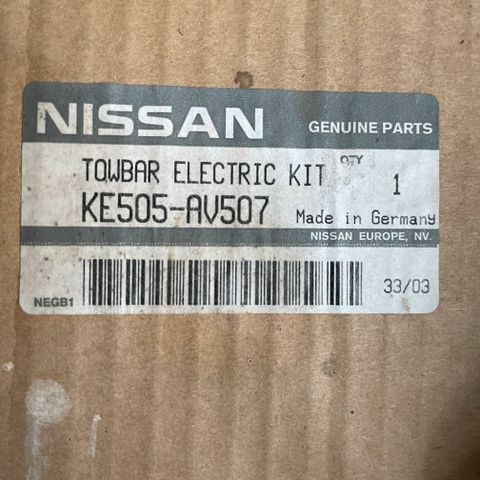 NISSAN GENUINE PARTS
TOWBAR ELECTRIC KIT QTY 1
KE505-AV507 Made in Germany
NISSAN EUROPE, NV.
NEGB1 33/03